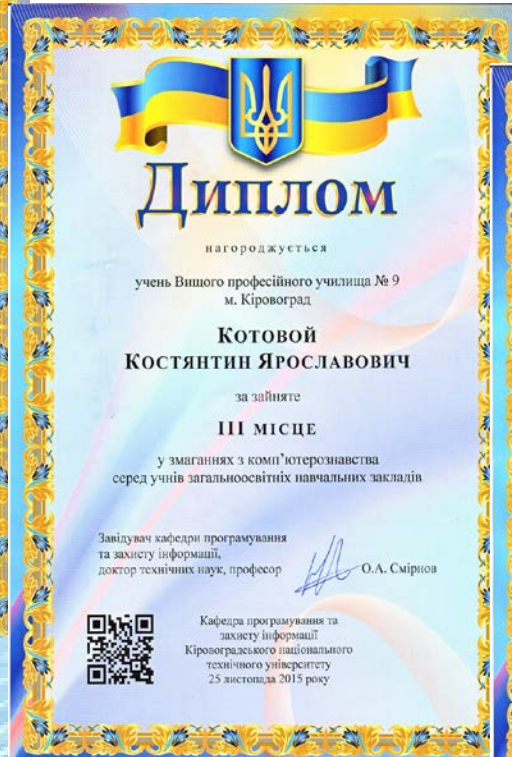 Диплом
нагороджується
учень Вищого професійного училища № 9
м. Кіровоград
Котовой
Костянтин Ярославович
за зайняте
III місце
у змаганнях з комп’ютерознавства
серед учнів загальноосвітніх навчальних закладів
Завідувач кафедри програмування
та захисту інформації,
доктор технічних наук, професор О.А. Смірнов
Кафедра програмування та
захисту інформації
Кіровоградського національного
технічного університету
25 листопада 2015 року